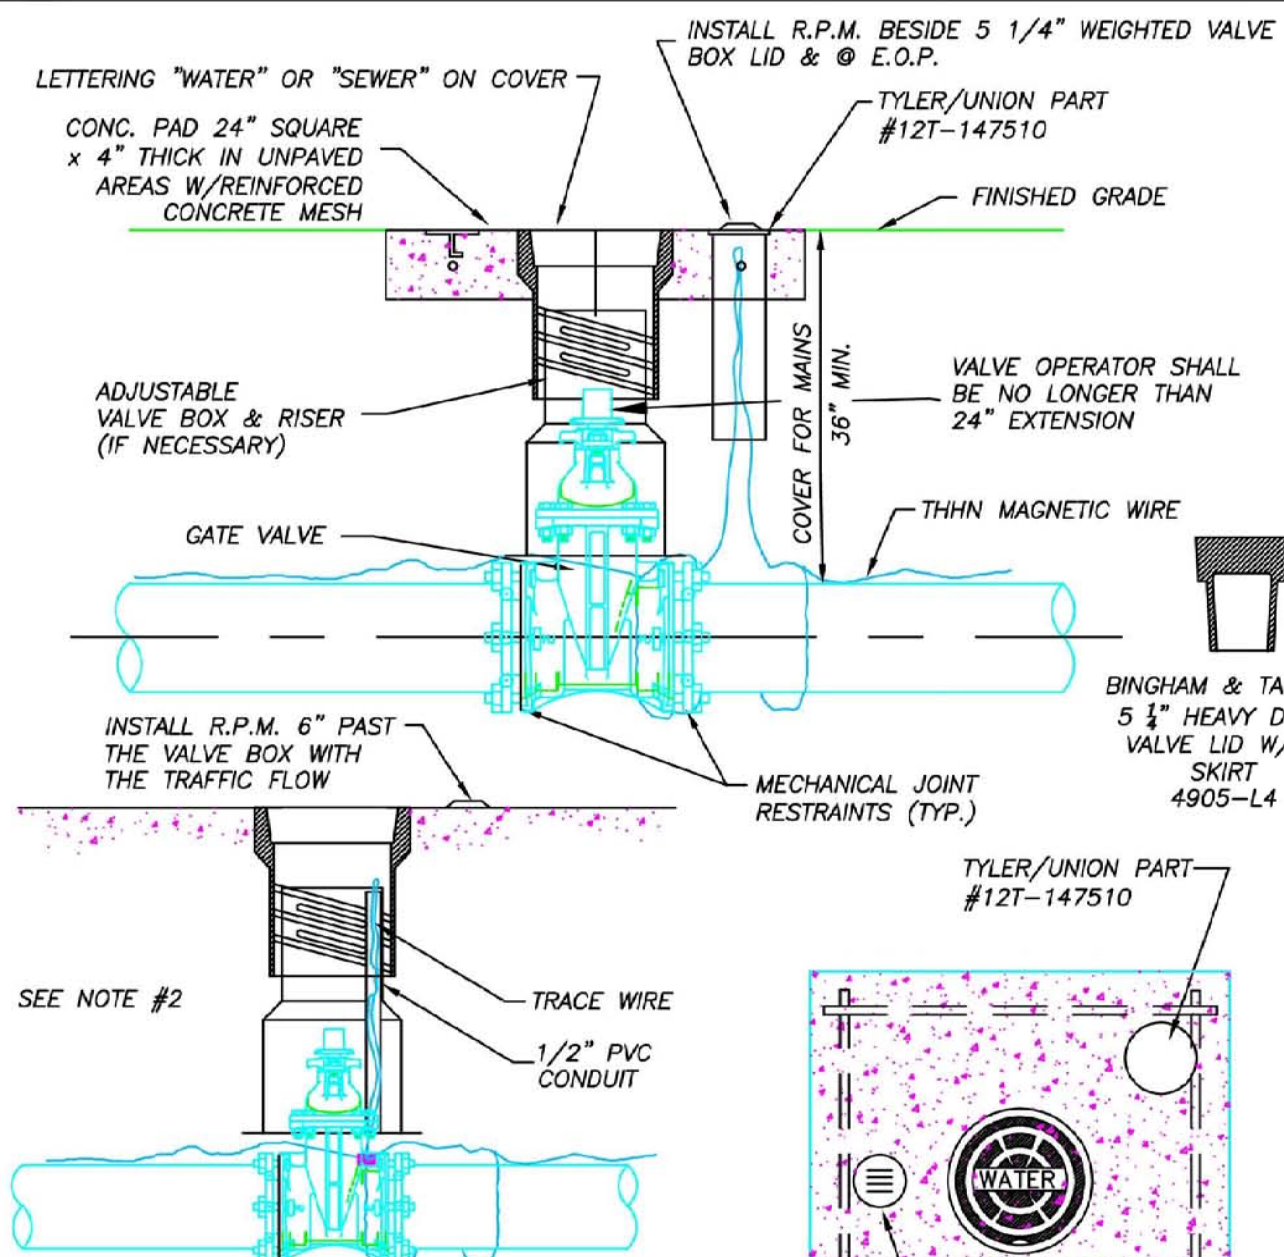 INSTALL R.P.M. BESIDE 5 1/4" WEIGHTED VALVE
BOX LID & @ E.O.P.
LETTERING "WATER" OR "SEWER" ON COVER
TYLER/UNION PART
#12T-147510
CONC. PAD 24" SQUARE
x 4" THICK IN UNPAVED
AREAS W/REINFORCED
CONCRETE MESH
FINISHED GRADE
ADJUSTABLE
VALVE BOX & RISER
(IF NECESSARY)
COVER FOR MAINS
36" MIN.
VALVE OPERATOR SHALL
BE NO LONGER THAN
24" EXTENSION
GATE VALVE
THHN MAGNETIC WIRE
BINGHAM & TA
5 1/4" HEAVY D
VALVE LID W/
SKIRT
4905-L4
INSTALL R.P.M. 6" PAST
THE VALVE BOX WITH
THE TRAFFIC FLOW
MECHANICAL JOINT
RESTRAINTS (TYP.)
TYLER/UNION PART
#12T-147510
SEE NOTE #2
TRACE WIRE
1/2" PVC
CONDUIT
WATER